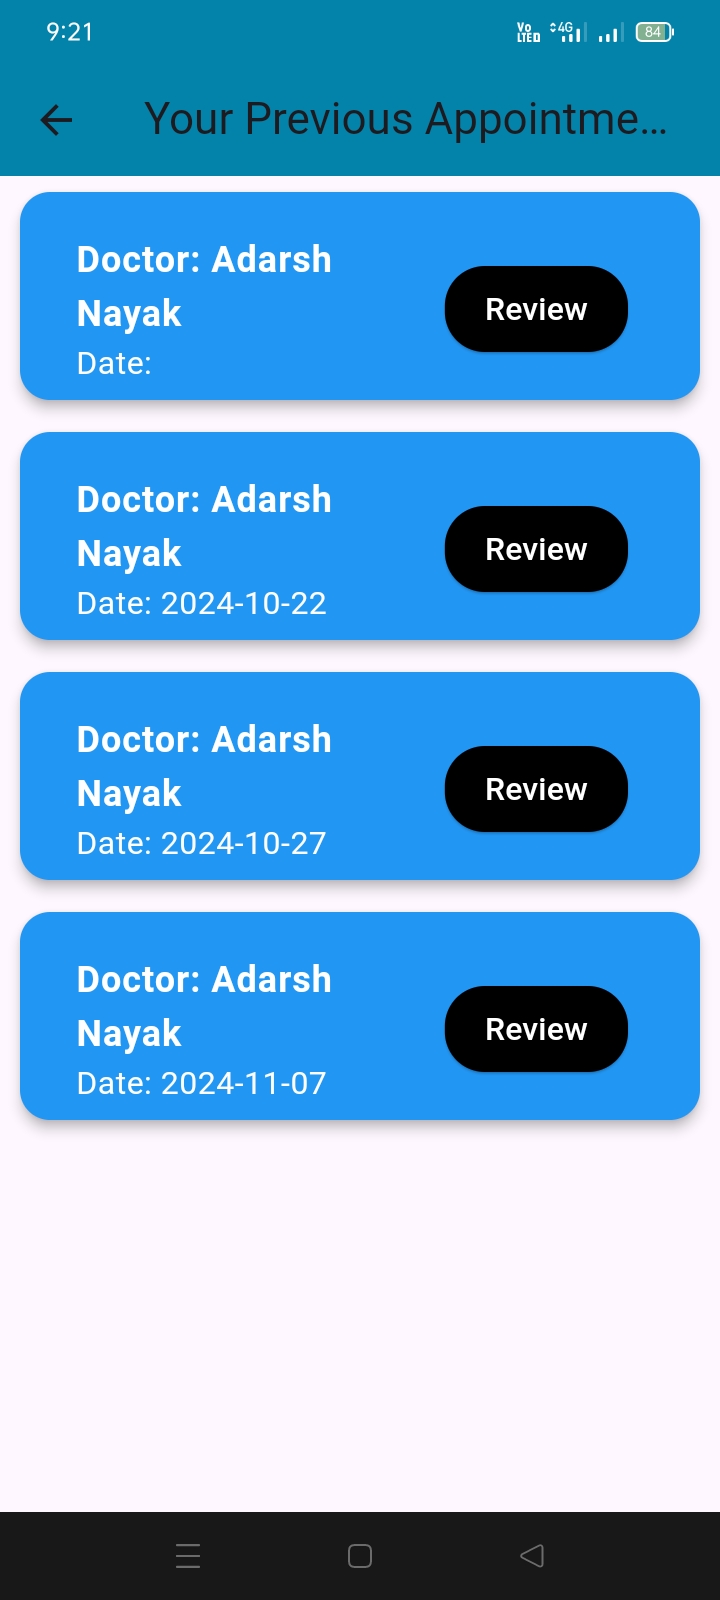 9:21
Vo LTE D 4G 84
Your Previous Appointme...
Doctor: Adarsh
Nayak
Date:
Review
Doctor: Adarsh
Nayak
Date: 2024-10-22
Review
Doctor: Adarsh
Nayak
Date: 2024-10-27
Review
Doctor: Adarsh
Nayak
Date: 2024-11-07
Review